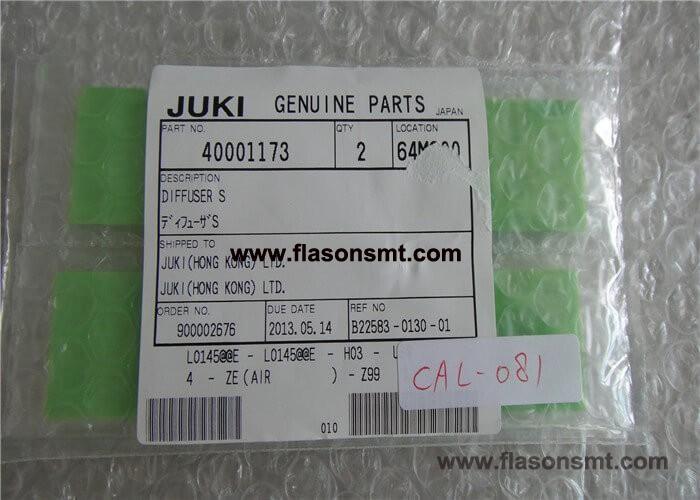 JUKI GENUINE PARTS JAPAN
PART NO. QTY LOCATION
40001173 2
DESCRIPTION
DIFFUSER S
ディフューザS
www.flasonsmt.com
SHIPPED TO
JUKI(HONG KONG) LTD.
JUKI(HONG KONG) LTD.
ORDER NO. DUE DATE REF NO
900002676 2013.05.14 B22583-0130-01
L0145@@E - L0145@@E - H03 -
4 - ZE(AIR ) - Z99
CAL-081
010
www.flasonsmt.com